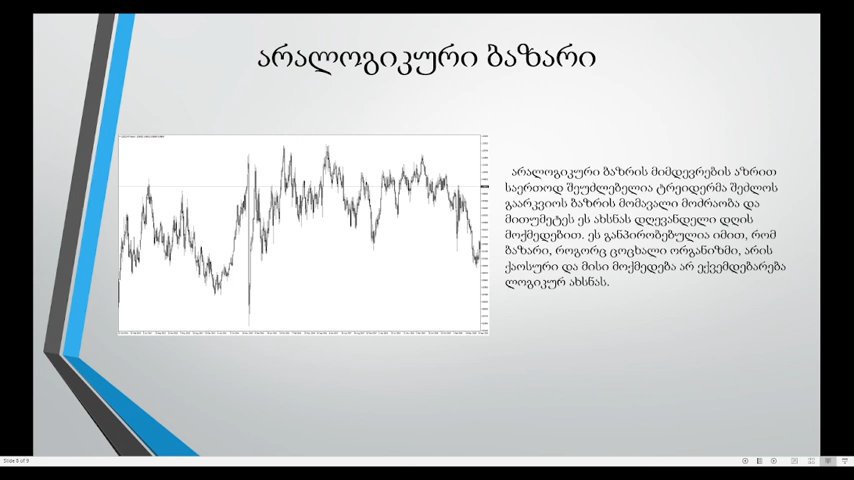 არალოგიკური ბაზარი
არალოგიკური ბაზრის მიმდევრების აზრით
საერთოდ შეუძლებელია ტრეიდერმა შეძლოს
გაარკვიოს ბაზრის მომავალი მოძრაობა და
მითუმეტეს ეს ახსნას დღევანდელი დღის
მოქმედებით. ეს განპირობებულია იმით, რომ
ბაზარი, როგორც ცოცხალი ორგანიზმი, არის
ქაოსური და მისი მოქმედება არ ექვემდებარება
ლოგიკურ ახსნას.
Slide 5 of 9